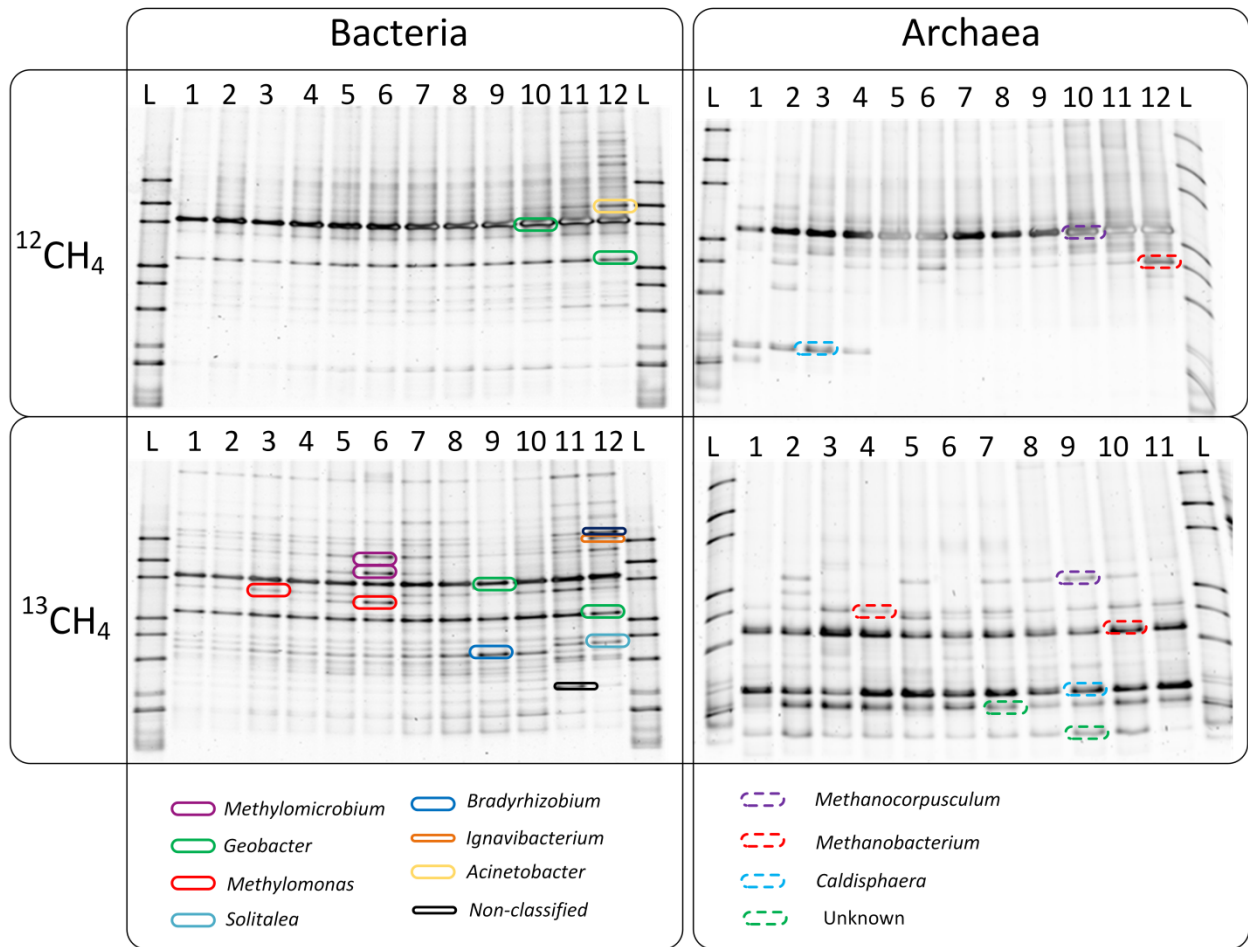 Bacteria
Archaea
L 1 2 3 4 5 6 7 8 9 10 11 12 L
L 1 2 3 4 5 6 7 8 9 10 11 12 L
12CH4
L 1 2 3 4 5 6 7 8 9 10 11 12 L
L 1 2 3 4 5 6 7 8 9 10 11 L
13CH4
Methylomicrobium
Geobacter
Methylomonas
Solitalea
Bradyrhizobium
Ignavibacterium
Acinetobacter
Non-classified
Methanocorpusculum
Methanobacterium
Caldisphaera
Unknown